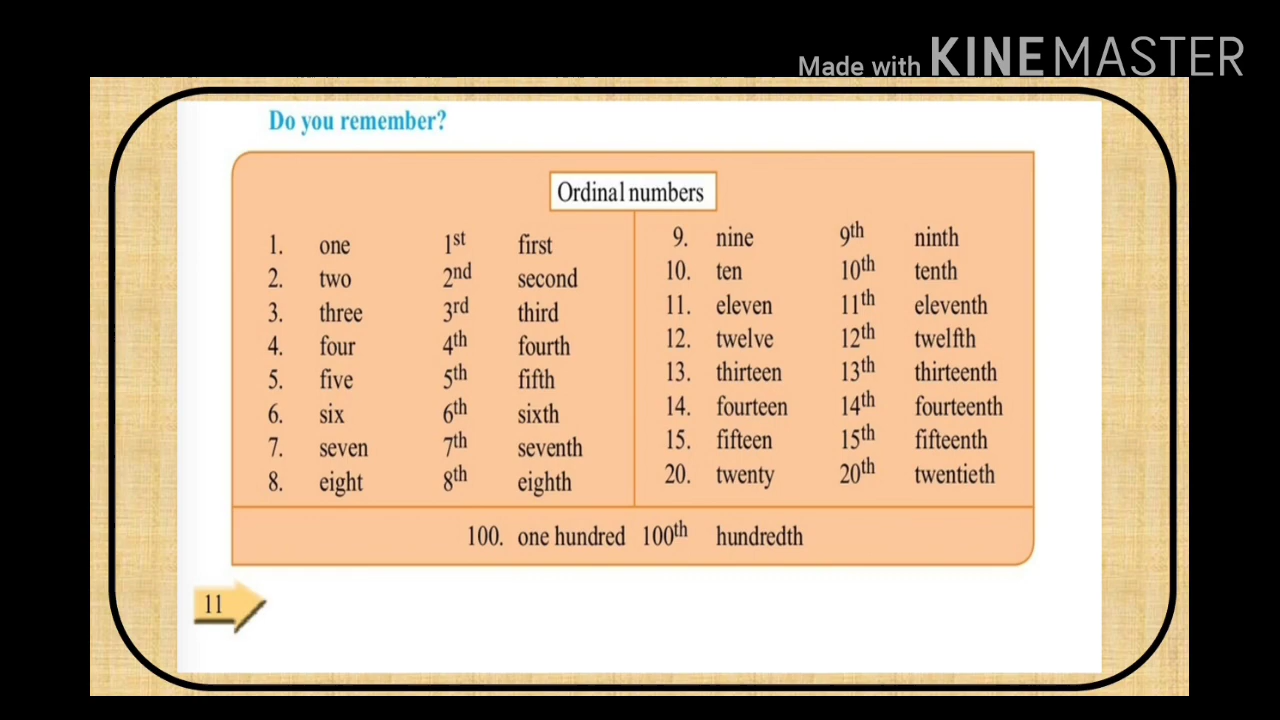 Made with KINEMASTER
Do you remember?
Ordinal numbers
1. one 1st first
2. two 2nd second
3. three 3rd third
4. four 4th fourth
5. five 5th fifth
6. six 6th sixth
7. seven 7th seventh
8. eight 8th eighth
9. nine 9th ninth
10. ten 10th tenth
11. eleven 11th eleventh
12. twelve 12th twelfth
13. thirteen 13th thirteenth
14. fourteen 14th fourteenth
15. fifteen 15th fifteenth
20. twenty 20th twentieth
100. one hundred 100th hundredth
11